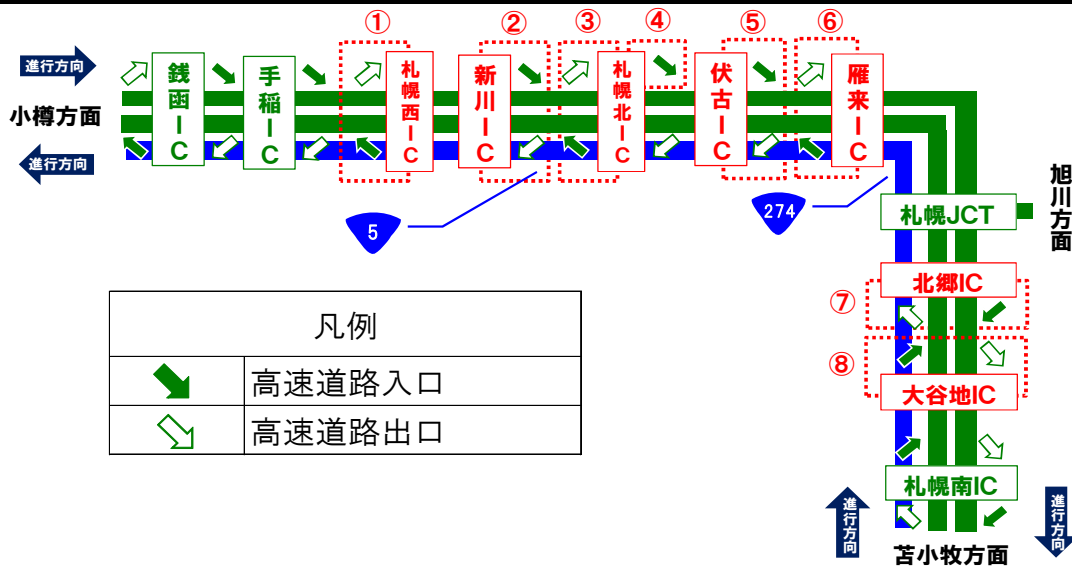 ① ② ③ ④ ⑤ ⑥
進行方向
小樽方面
進行方向
銭函IC
手稲IC
札幌西IC
新川IC
札幌北IC
伏古IC
雁来IC
5
274
札幌JCT
旭川方面
北郷IC
⑦
⑧
大谷地IC
札幌南IC
進行方向
進行方向
苫小牧方面
凡例
高速道路入口
高速道路出口